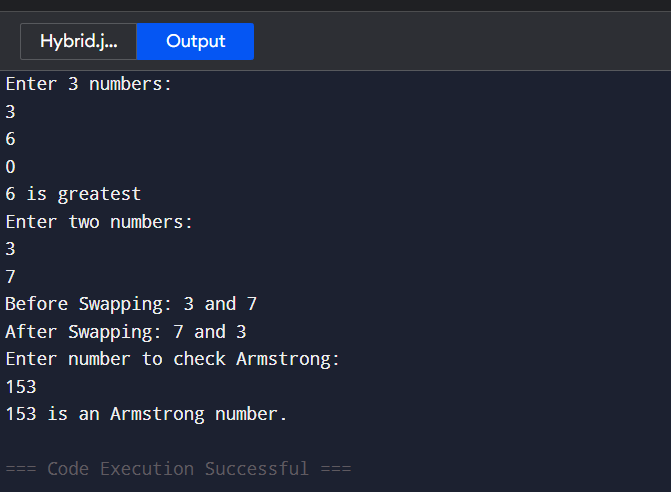 Hybrid.j... Output
Enter 3 numbers:
3
6
0
6 is greatest
Enter two numbers:
3
7
Before Swapping: 3 and 7
After Swapping: 7 and 3
Enter number to check Armstrong:
153
153 is an Armstrong number.
=== Code Execution Successful ===